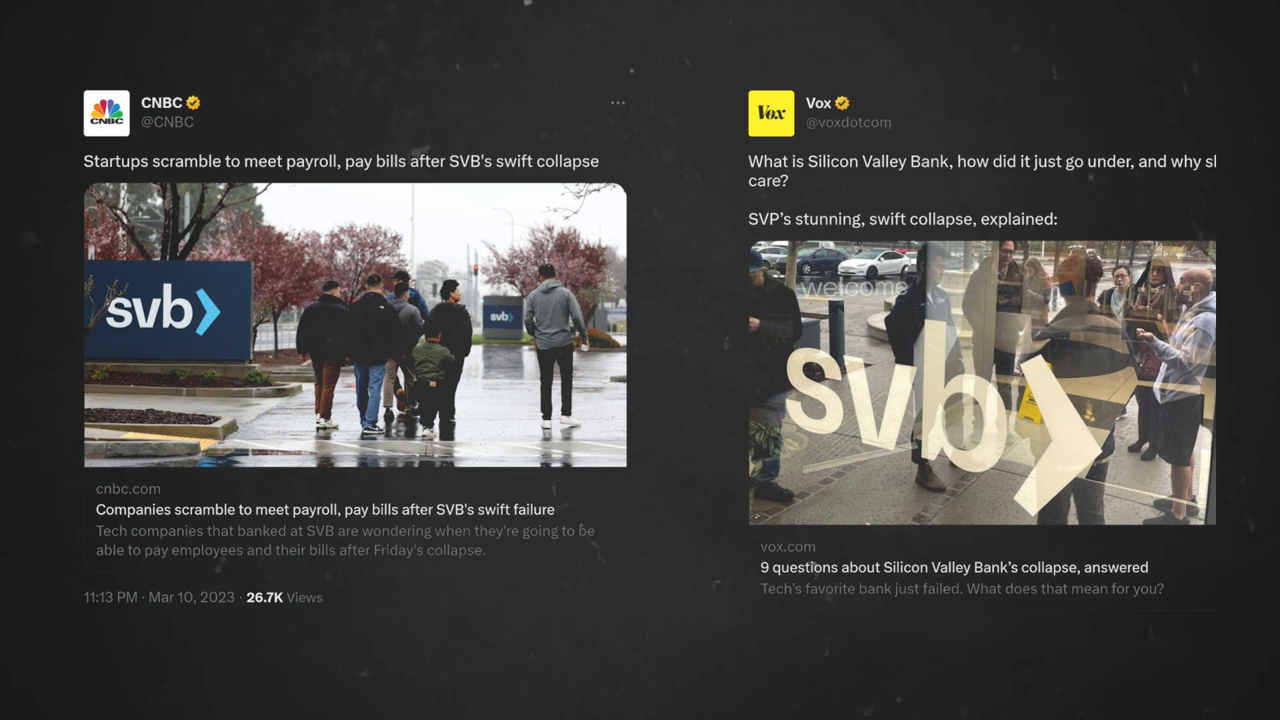 CNBC
@CNBC
CNBC
Startups scramble to meet payroll, pay bills after SVB's swift collapse
svb
svb
cnbc.com
Companies scramble to meet payroll, pay bills after SVB's swift failure
Tech companies that banked at SVB are wondering when they're going to be
able to pay employees and their bills after Friday's collapse.
11:13 PM · Mar 10, 2023 · 26.7K Views
Vox
Vox
@voxdotcom
What is Silicon Valley Bank, how did it just go under, and why sl
care?
SVP’s stunning, swift collapse, explained:
welcome
svb
vox.com
9 questions about Silicon Valley Bank’s collapse, answered
Tech’s favorite bank just failed. What does that mean for you?